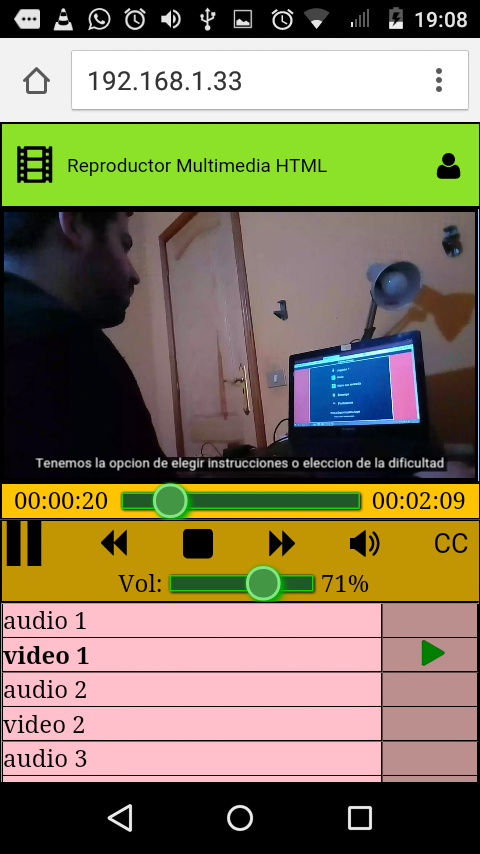 19:08
192.168.1.33
Reproductor Multimedia HTML
Tenemos la opcion de elegir instrucciones o eleccion de la dificultad
00:00:20 00:02:09
CC
Vol: 71%
audio 1
video 1
audio 2
video 2
audio 3